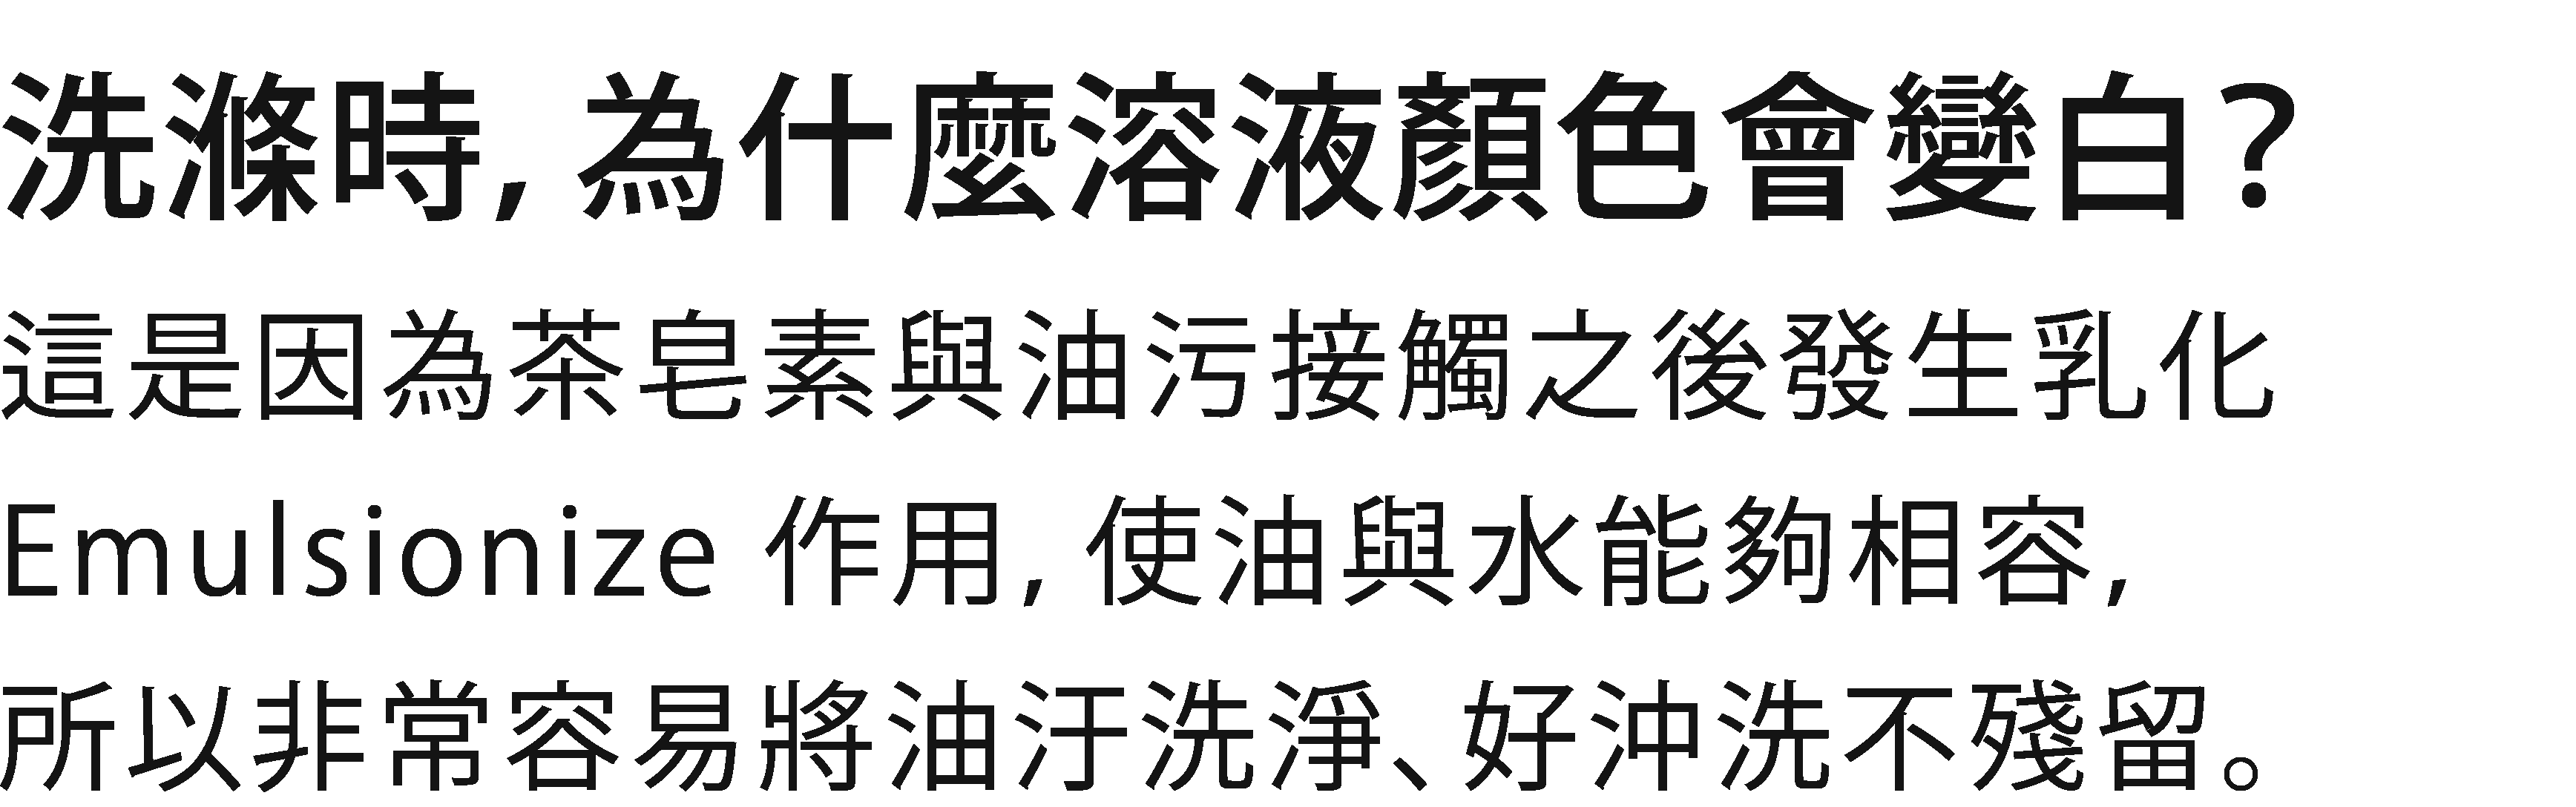 洗滌時，為什麼溶液顏色會變白？
這是因為茶皂素與油污接觸之後發生乳化
Emulsionize 作用，使油與水能夠相容，
所以非常容易將油汙洗淨、好沖洗不殘留。